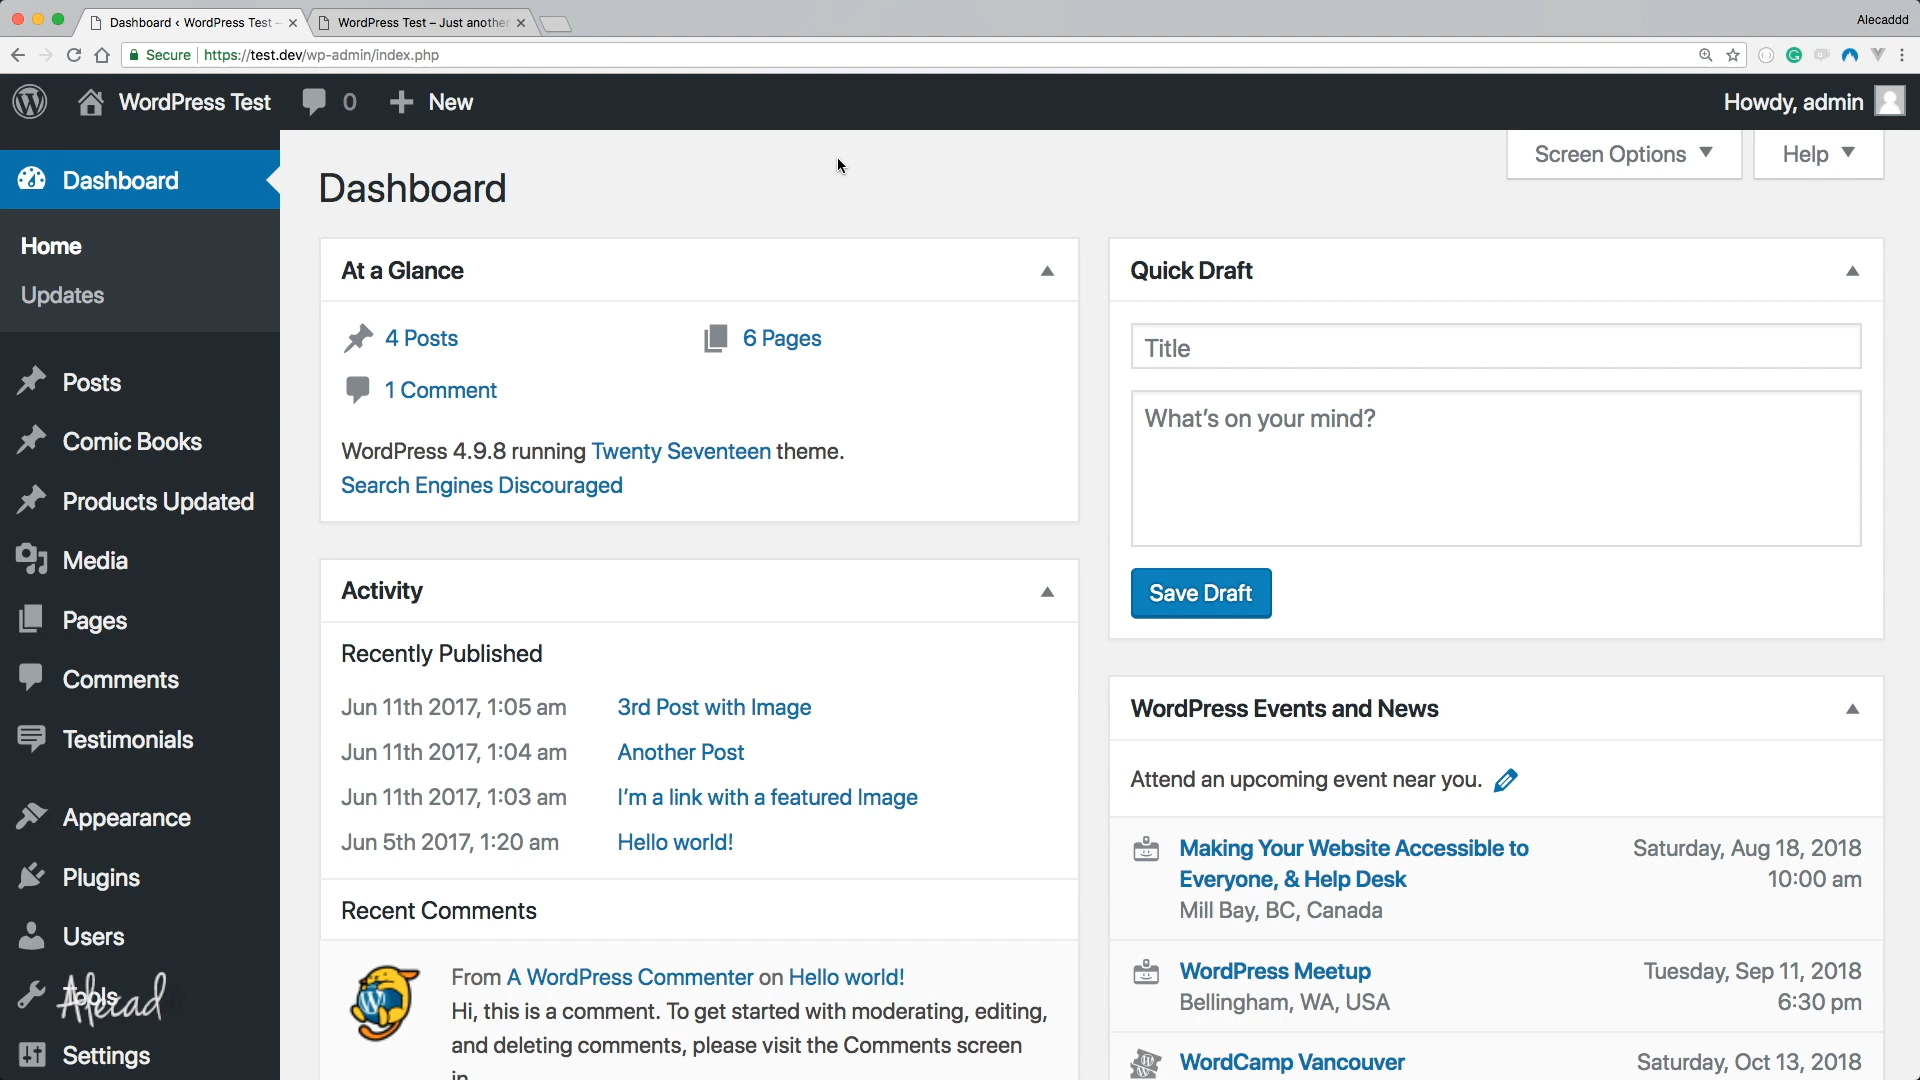 Dashboard ‹ WordPress Test –
WordPress Test – Just another
Alecaddd
Secure https://test.dev/wp-admin/index.php
WordPress Test 0 New
Howdy, admin
Screen Options Help
Dashboard
Home
Updates
Posts
Comic Books
Products Updated
Media
Pages
Comments
Testimonials
Appearance
Plugins
Users
Tools
Settings
Dashboard
At a Glance
4 Posts 6 Pages
1 Comment
WordPress 4.9.8 running Twenty Seventeen theme.
Search Engines Discouraged
Activity
Recently Published
Jun 11th 2017, 1:05 am 3rd Post with Image
Jun 11th 2017, 1:04 am Another Post
Jun 11th 2017, 1:03 am I'm a link with a featured Image
Jun 5th 2017, 1:20 am Hello world!
Recent Comments
From A WordPress Commenter on Hello world!
Hi, this is a comment. To get started with moderating, editing,
and deleting comments, please visit the Comments screen
in
Quick Draft
Title
What's on your mind?
Save Draft
WordPress Events and News
Attend an upcoming event near you.
Making Your Website Accessible to Saturday, Aug 18, 2018
Everyone, & Help Desk 10:00 am
Mill Bay, BC, Canada
WordPress Meetup Tuesday, Sep 11, 2018
Bellingham, WA, USA 6:30 pm
WordCamp Vancouver Saturday, Oct 13, 2018